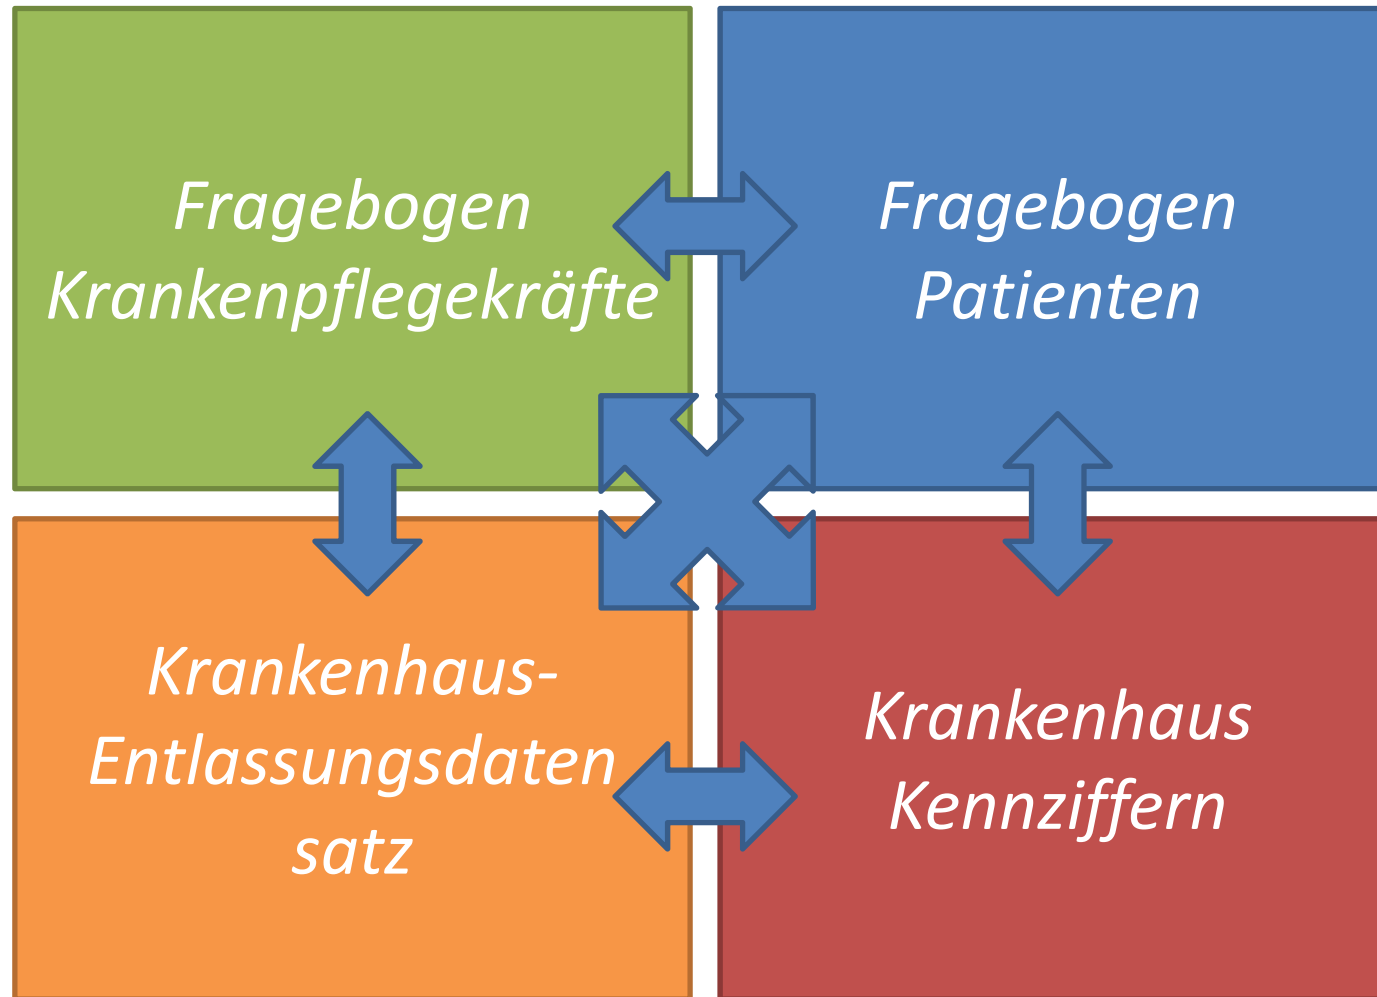 Fragebogen
Krankenpflegekräfte
Fragebogen
Patienten
Krankenhaus-
Entlassungsdaten
satz
Krankenhaus
Kennziffern